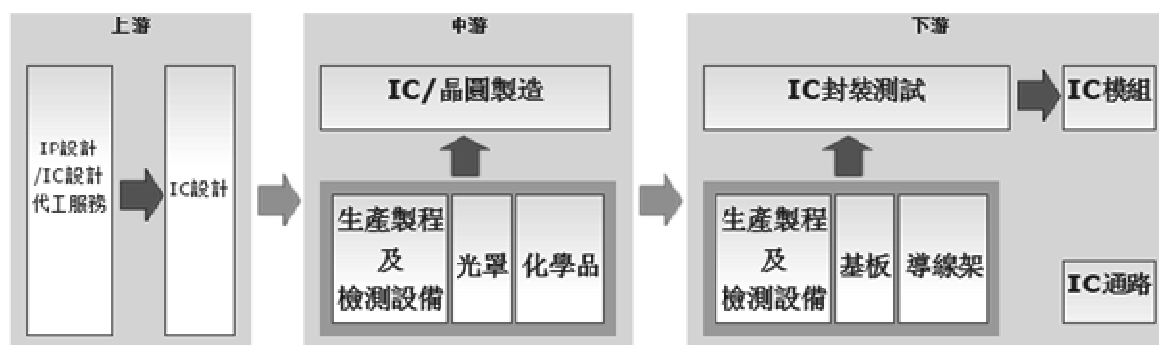 上游
IP設計
/IC設計
代工服務
IC設計
中游
IC/晶圓製造
生產製程
及
檢測設備
光罩
化學品
下游
IC封裝測試
IC模組
生產製程
及
檢測設備
基板
導線架
IC通路